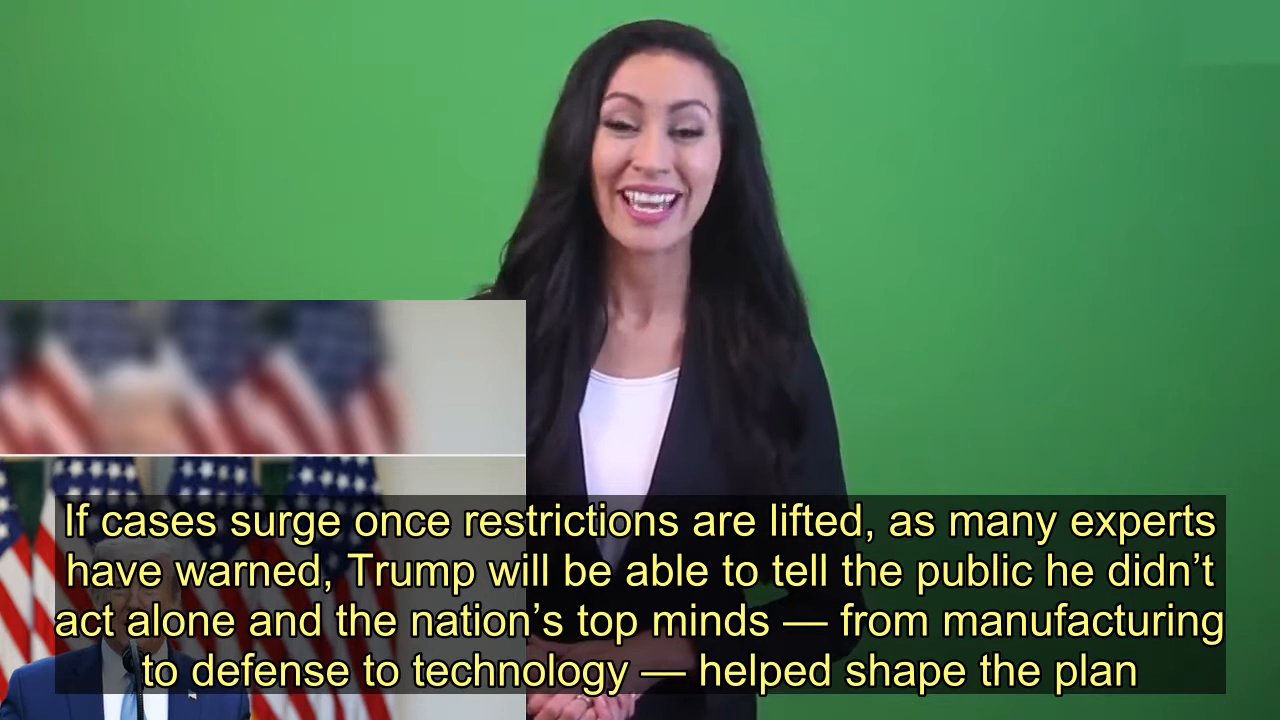 If cases surge once restrictions are lifted, as many experts
have warned, Trump will be able to tell the public he didn’t
act alone and the nation’s top minds — from manufacturing
to defense to technology — helped shape the plan